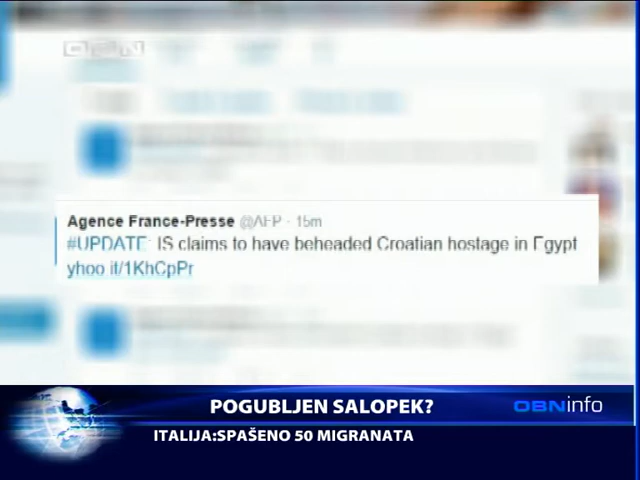 OBN
Agence France-Presse @AFP · 15m
#UPDATE: IS claims to have beheaded Croatian hostage in Egypt
yhoo.it/1KhCpPr
POGUBLJEN SALOPEK?
OBNinfo
ITALIJA:SPAŠENO 50 MIGRANATA